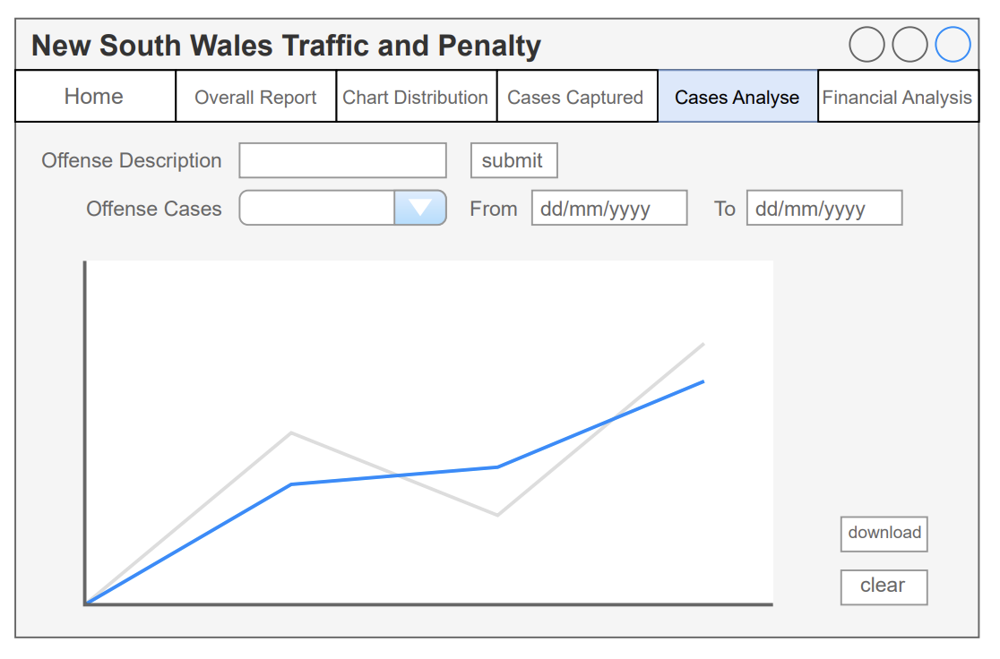 New South Wales Traffic and Penalty
Home Overall Report Chart Distribution Cases Captured Cases Analyse Financial Analysis
Offense Description submit
Offense Cases From dd/mm/yyyy To dd/mm/yyyy
download
clear